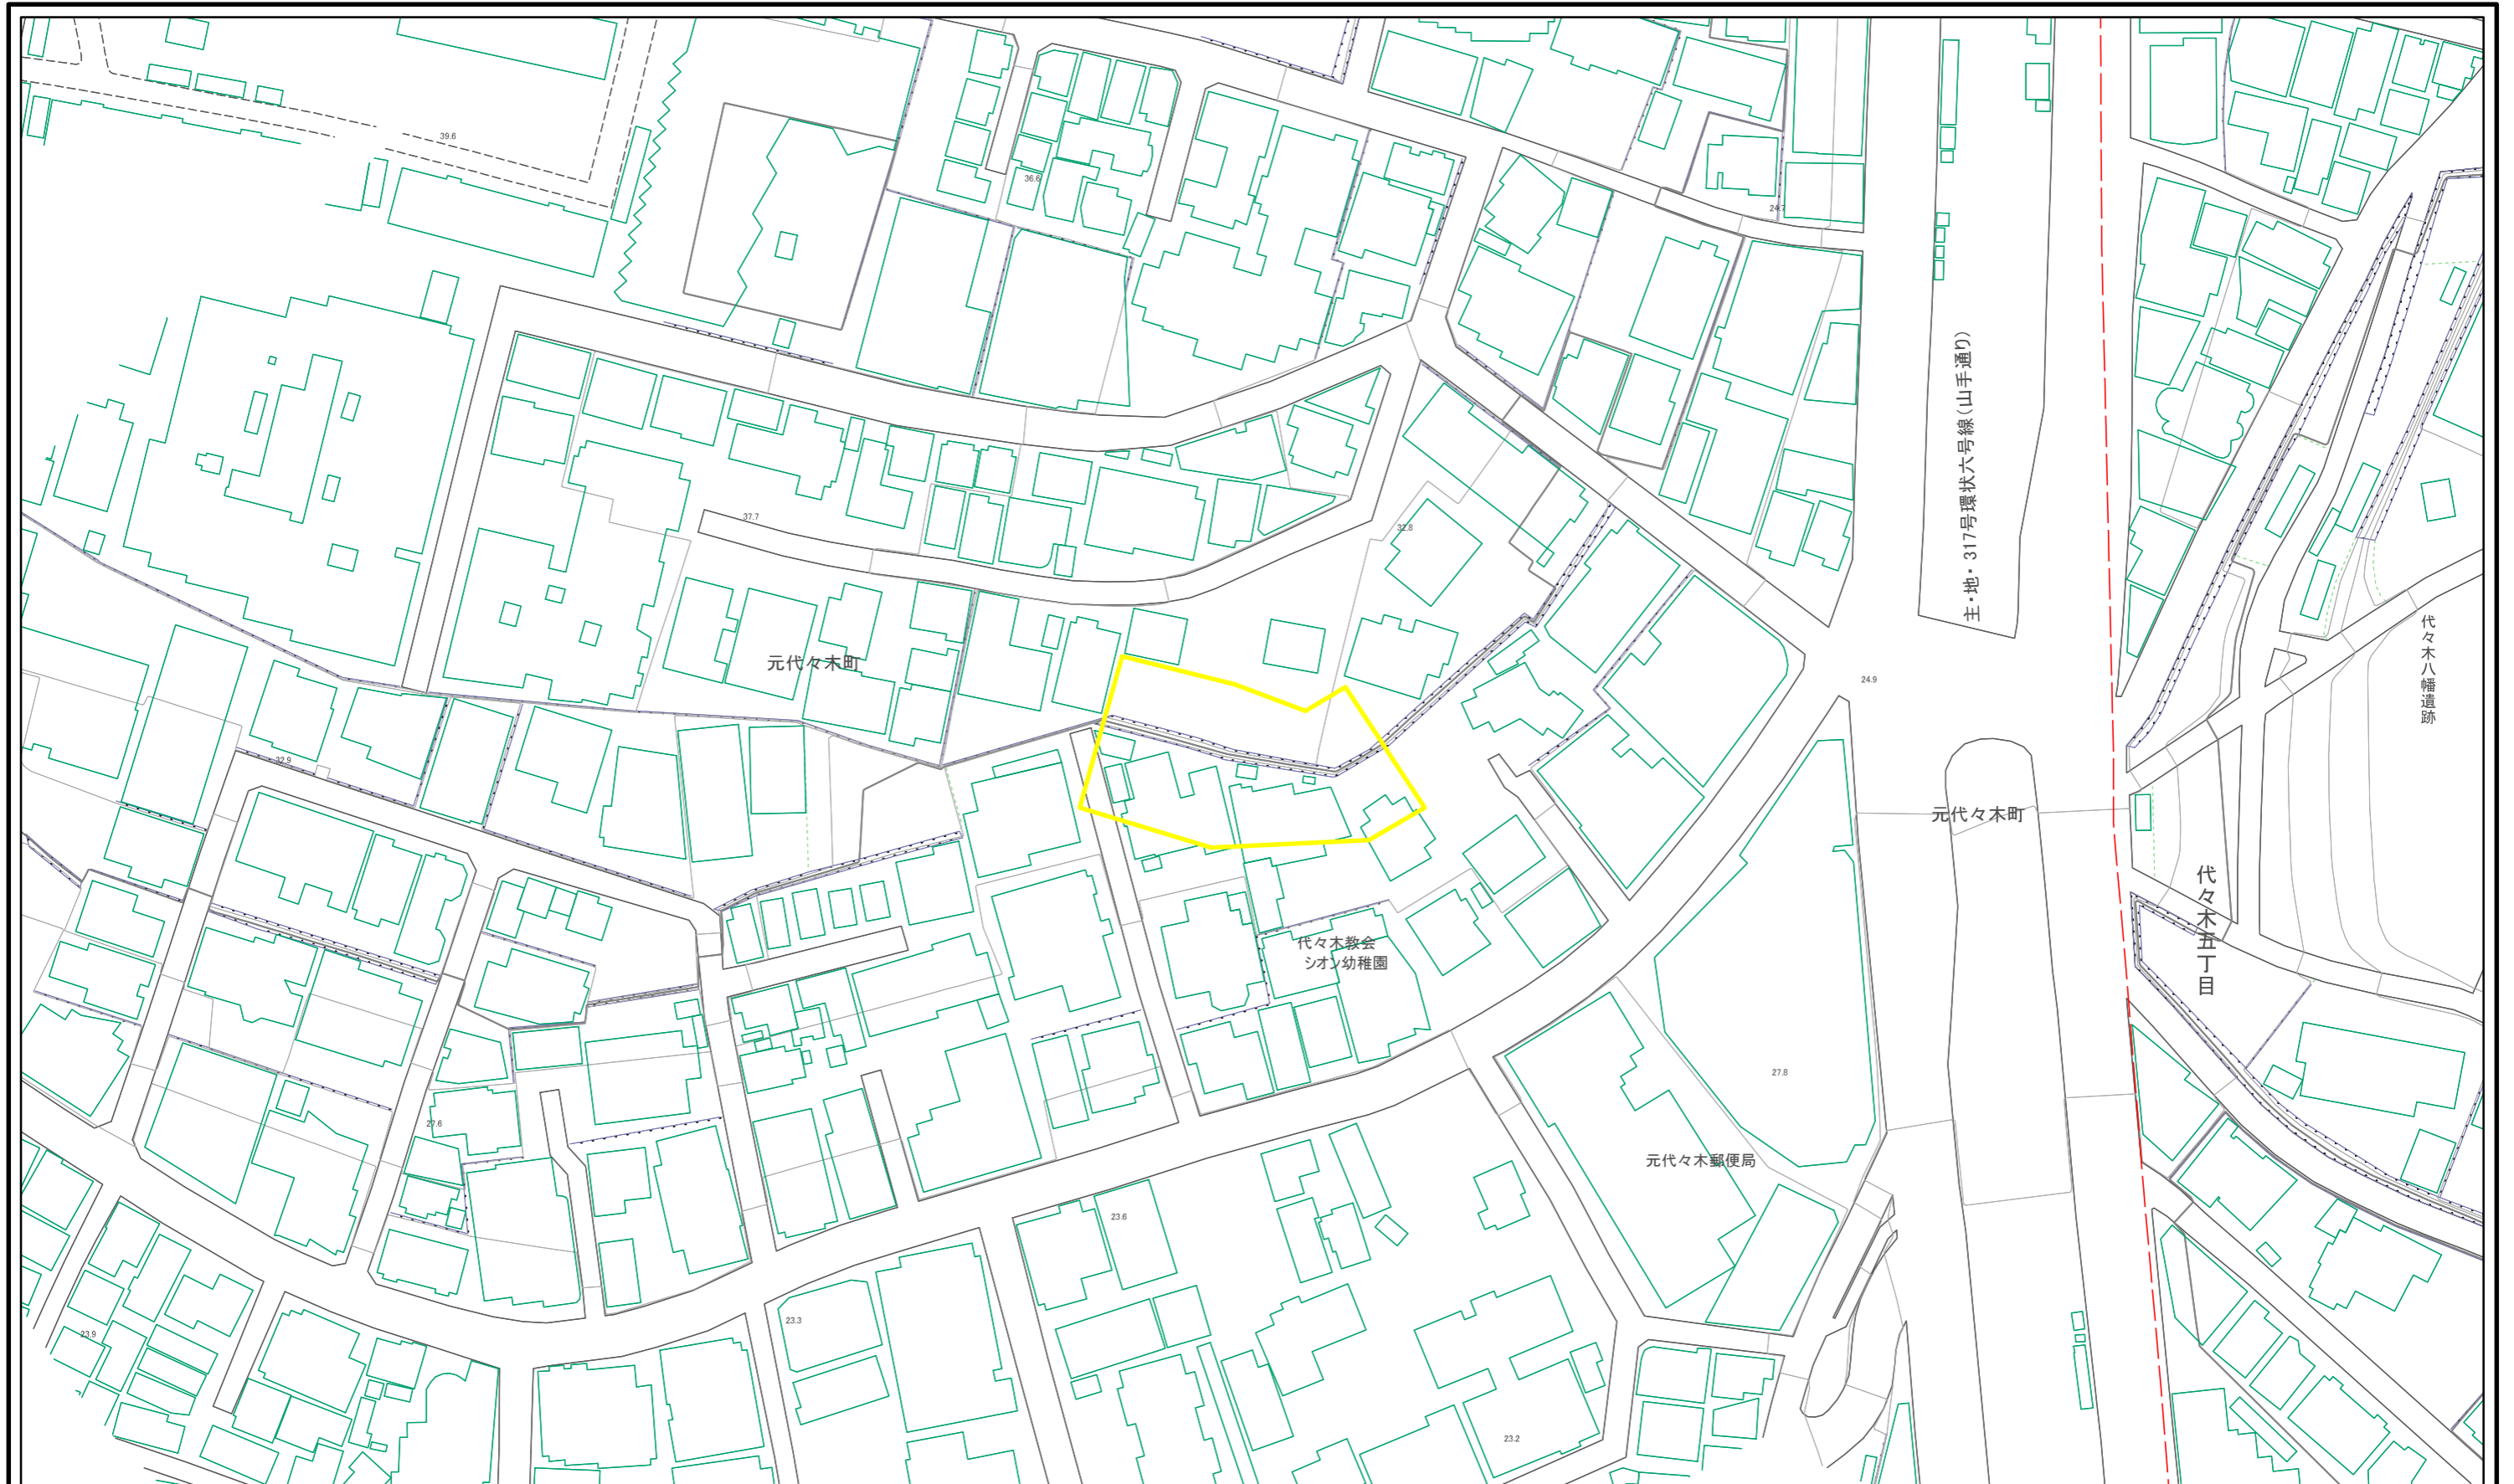 39.6
36.6
24.7
主・地・317号環状六号線(山手通り)
37.7
32.8
代々木八幡遺跡
元代々木町
24.9
32.9
元代々木町
代々木五丁目
代々木教会
シオン幼稚園
27.8
27.6
元代々木郵便局
23.6
23.3
23.9
23.2